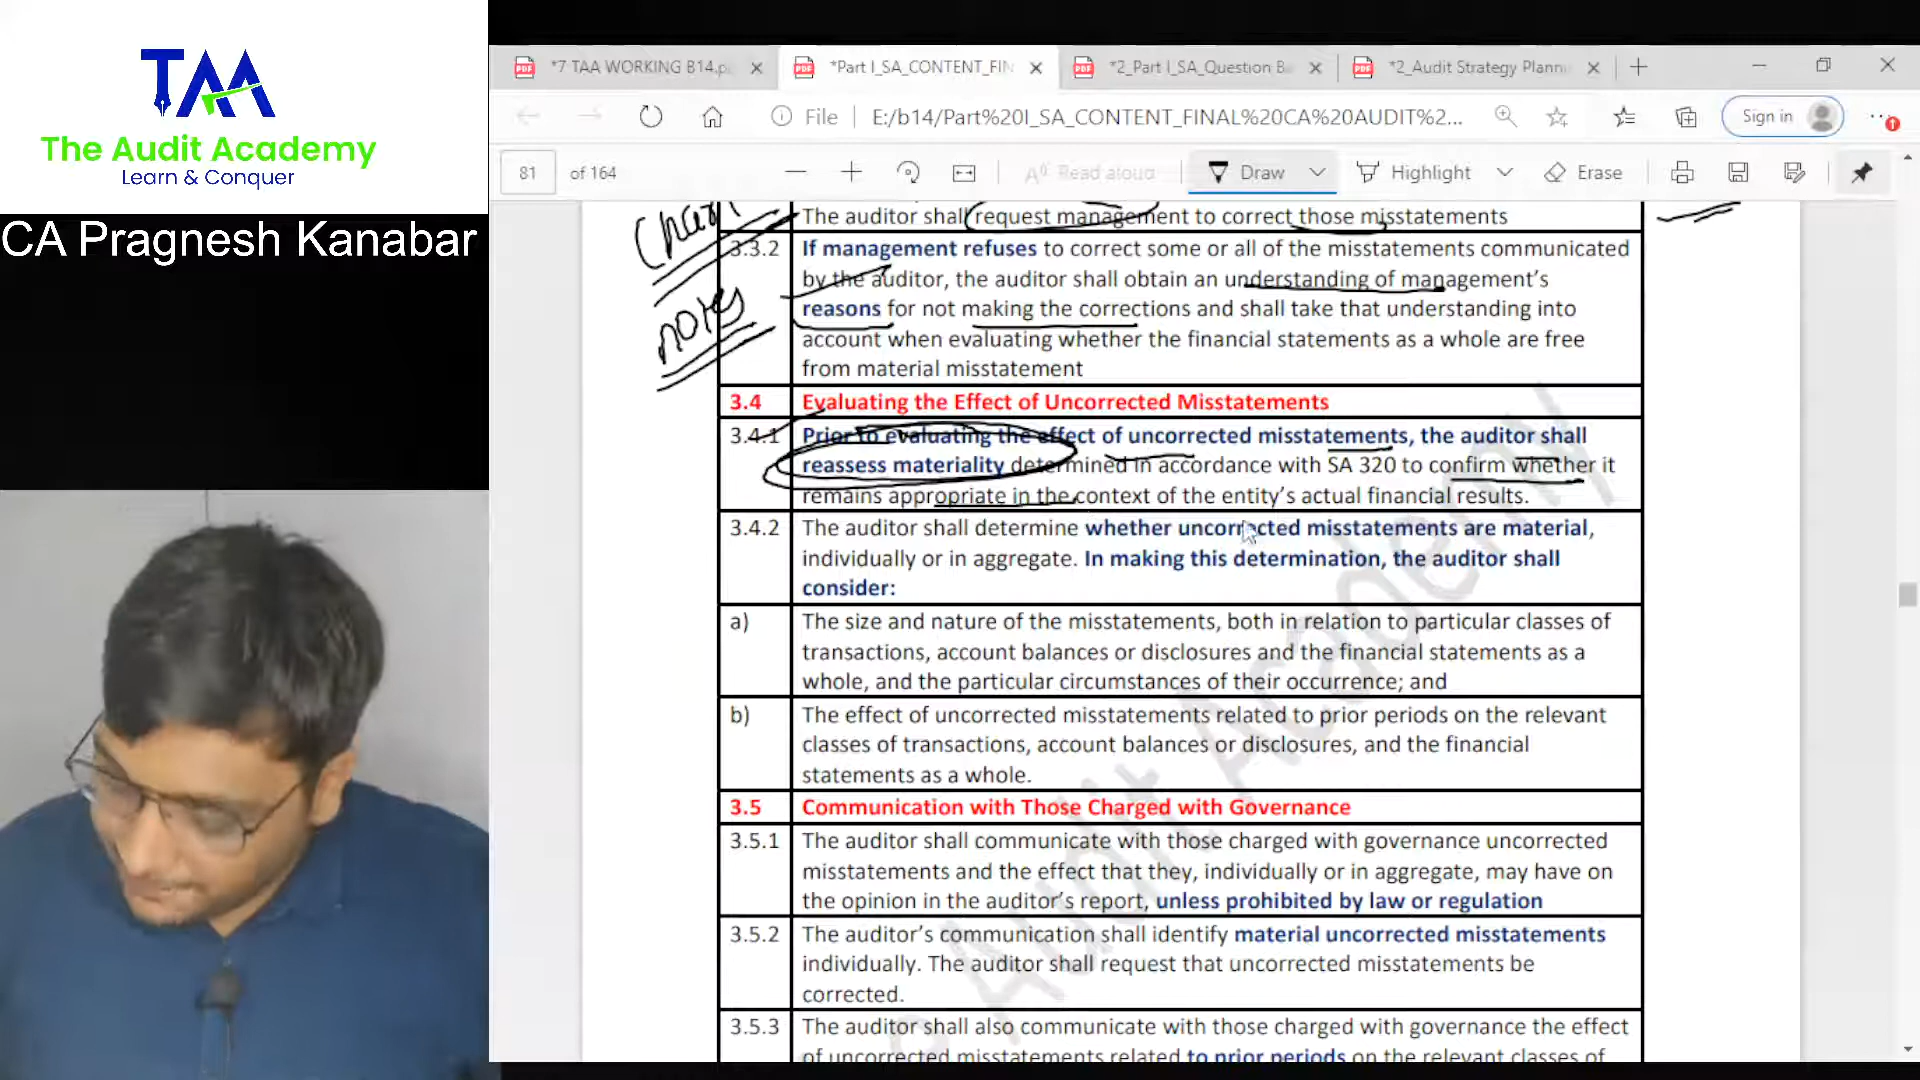 TAA
The Audit Academy
Learn & Conquer
CA Pragnesh Kanabar
*7 TAA WORKING B14.p
*Part I_SA_CONTENT_FIN
*2_Part I_SA_Question Ba
*2_Audit Strategy Planni
File
E:/b14/Part%20I_SA_CONTENT_FINAL%20CA%20AUDIT%2...
Sign in
81 of 164
Read aloud
Draw
Highlight
Erase
The auditor shall request management to correct those misstatements
3.3.2 If management refuses to correct some or all of the misstatements communicated
by the auditor, the auditor shall obtain an understanding of management's
reasons for not making the corrections and shall take that understanding into
account when evaluating whether the financial statements as a whole are free
from material misstatement
notes
3.4 Evaluating the Effect of Uncorrected Misstatements
3.4.1 Prior to evaluating the effect of uncorrected misstatements, the auditor shall
reassess materiality determined in accordance with SA 320 to confirm whether it
remains appropriate in the context of the entity's actual financial results.
3.4.2 The auditor shall determine whether uncorrected misstatements are material,
individually or in aggregate. In making this determination, the auditor shall
consider:
a) The size and nature of the misstatements, both in relation to particular classes of
transactions, account balances or disclosures and the financial statements as a
whole, and the particular circumstances of their occurrence; and
b) The effect of uncorrected misstatements related to prior periods on the relevant
classes of transactions, account balances or disclosures, and the financial
statements as a whole.
3.5 Communication with Those Charged with Governance
3.5.1 The auditor shall communicate with those charged with governance uncorrected
misstatements and the effect that they, individually or in aggregate, may have on
the opinion in the auditor's report, unless prohibited by law or regulation
3.5.2 The auditor's communication shall identify material uncorrected misstatements
individually. The auditor shall request that uncorrected misstatements be
corrected.
3.5.3 The auditor shall also communicate with those charged with governance the effect
of uncorrected misstatements related to prior periods on the relevant classes of
Audit Academy